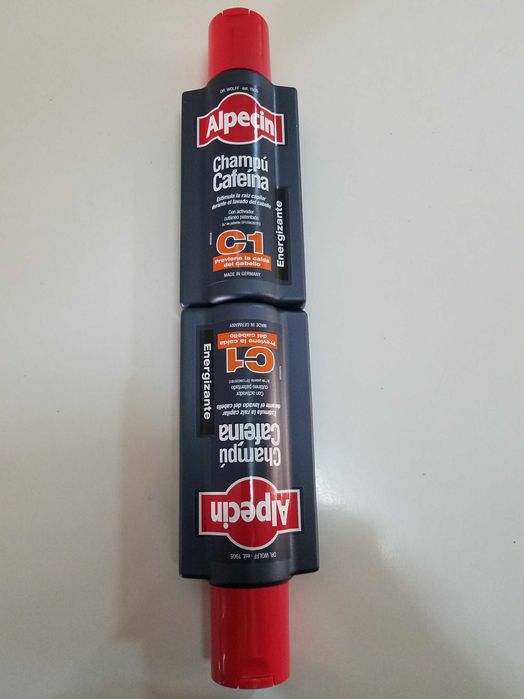 DR. WOLFF - est. 1905
Alpecin
Champú
Cafeína
Estimula la raíz capilar
durante el lavado del cabello
Con activador
cutáneo patentado
C1
Energizante
Previene la caída
del cabello
MADE IN GERMANY
MADE IN GERMANY
Previene la caída
del cabello
C1
Energizante
Con activador
cutáneo patentado
Estimula la raíz capilar
durante el lavado del cabello
Champú
Cafeína
Alpecin
DR. WOLFF - est. 1905